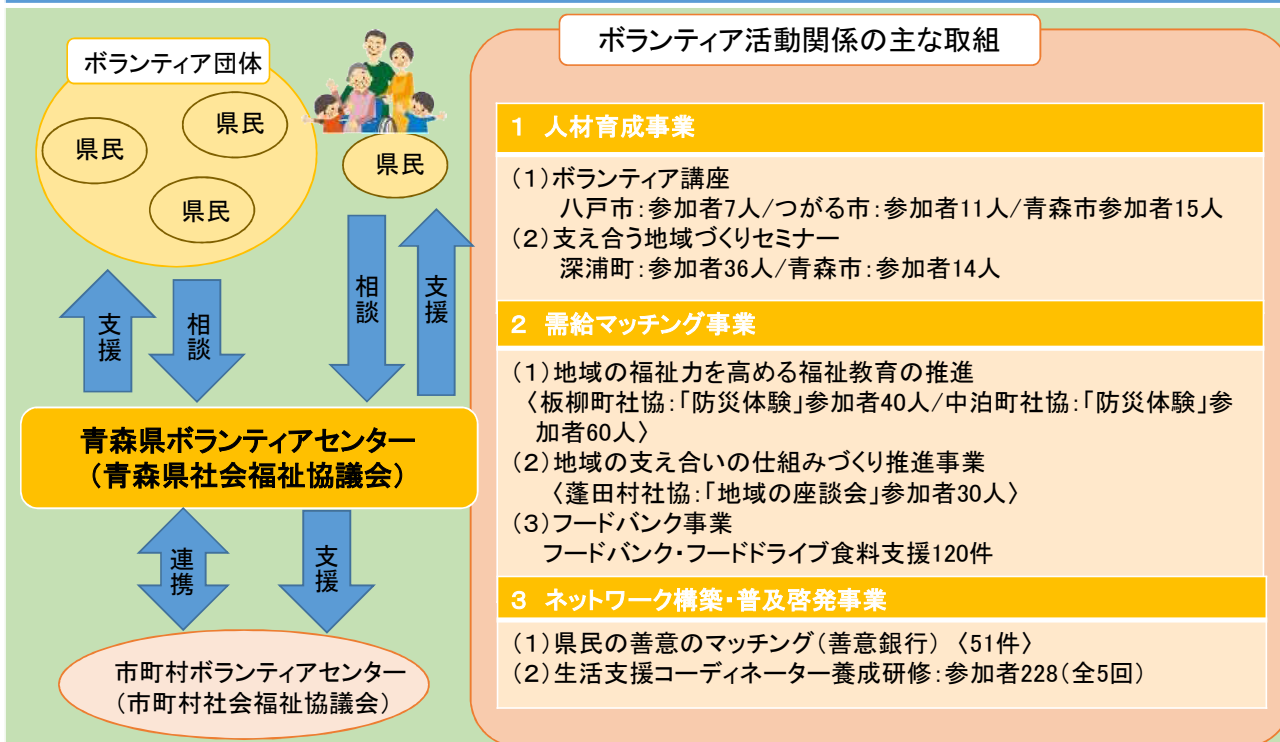 ボランティア団体
県民
県民
県民
県民
支援
相談
相談
支援
青森県ボランティアセンター
(青森県社会福祉協議会)
連携
支援
市町村ボランティアセンター
(市町村社会福祉協議会)
ボランティア活動関係の主な取組
1 人材育成事業
(1)ボランティア講座
八戸市:参加者7人/つがる市:参加者11人/青森市参加者15人
(2)支え合う地域づくりセミナー
深浦町:参加者36人/青森市:参加者14人
2 需給マッチング事業
(1)地域の福祉力を高める福祉教育の推進
〈板柳町社協:「防災体験」参加者40人/中泊町社協:「防災体験」参
加者60人〉
(2)地域の支え合いの仕組みづくり推進事業
〈蓬田村社協:「地域の座談会」参加者30人〉
(3)フードバンク事業
フードバンク・フードドライブ食料支援120件
3 ネットワーク構築・普及啓発事業
(1)県民の善意のマッチング(善意銀行) 〈51件〉
(2)生活支援コーディネーター養成研修:参加者228(全5回)